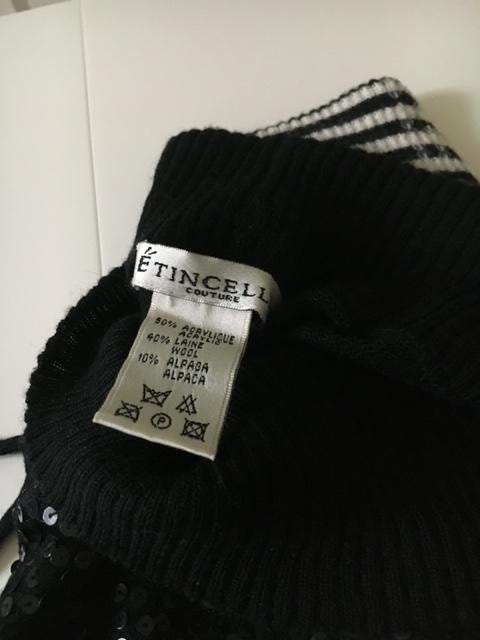 ÉTINCELL
COUTURE
50% ACRYLIQUE
ACRYLIC
40% LAINE
WOOL
10% ALPAGA
ALPACA
P